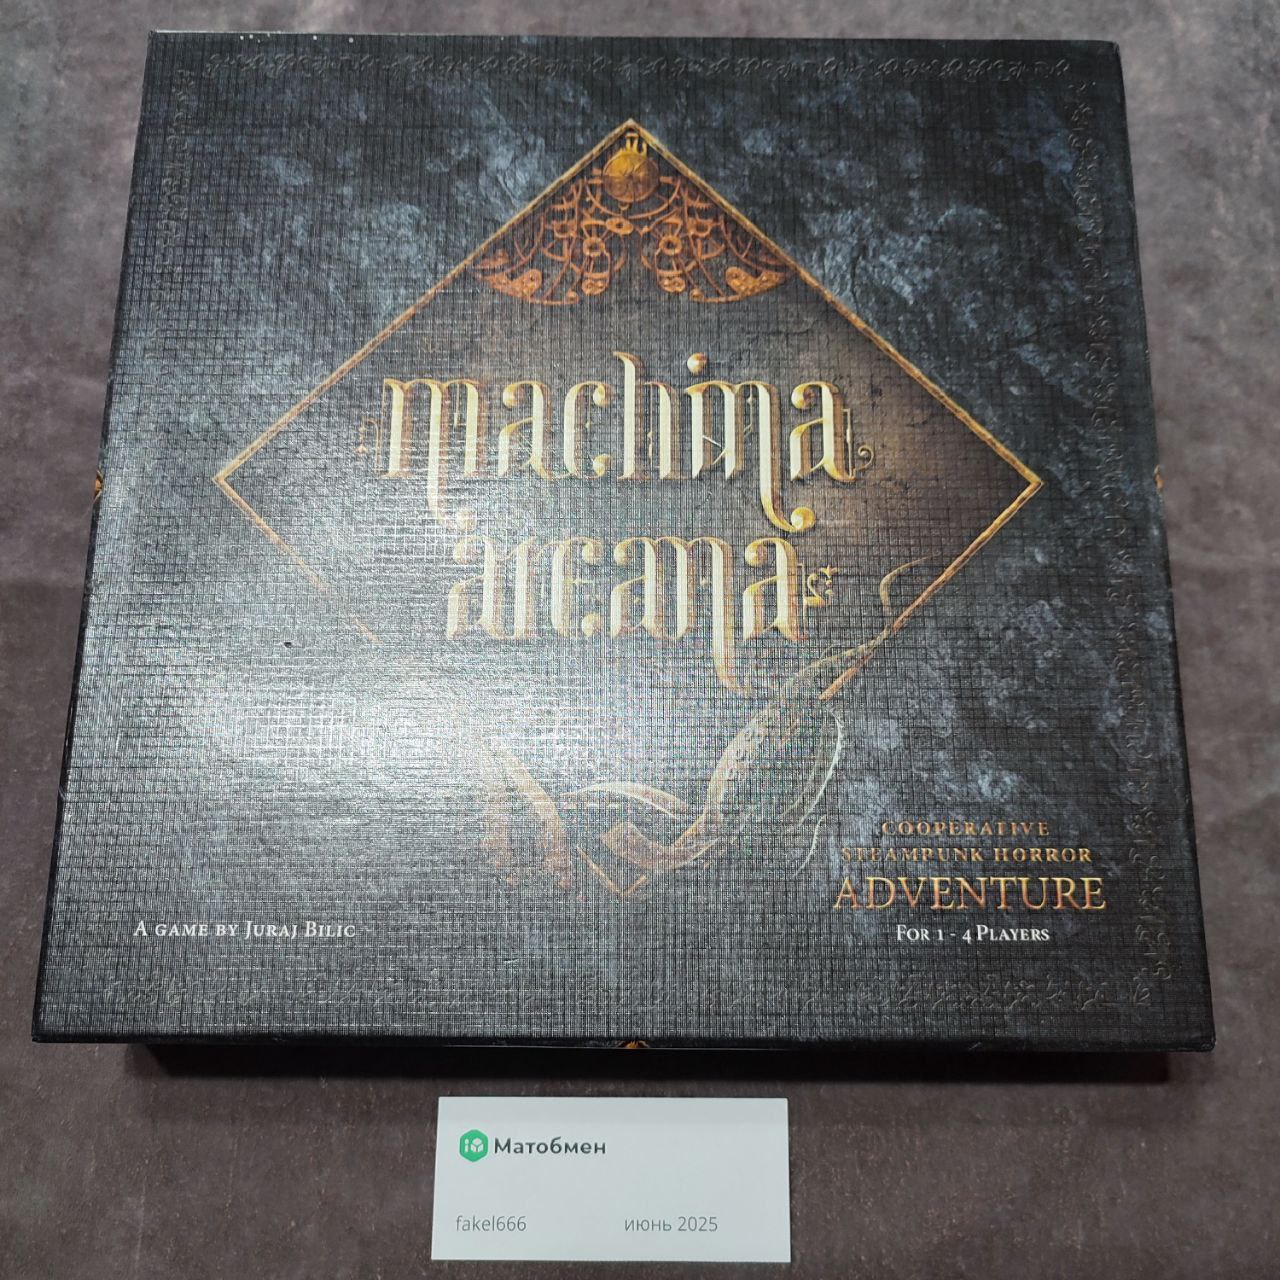 machina
arcana
COOPERATIVE
STEAMPUNK HORROR
ADVENTURE
FOR 1 - 4 PLAYERS
A GAME BY JURAJ BILIC
Матобмен
fakel666 июнь 2025